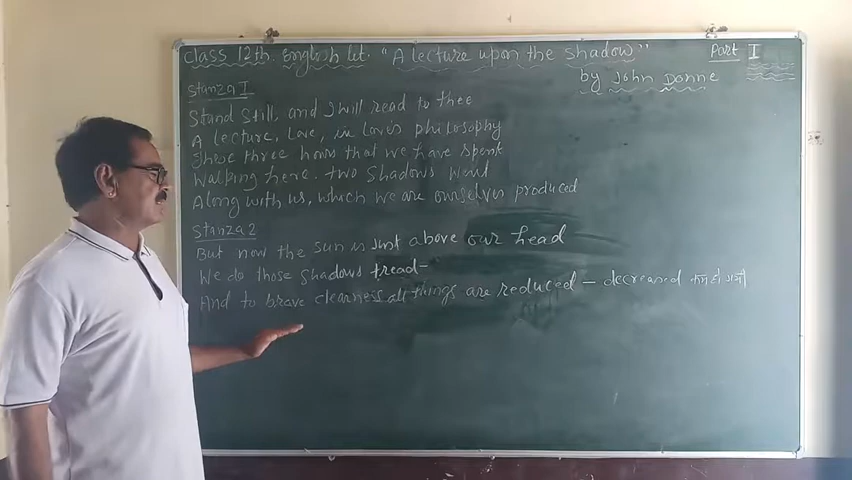 Class 12th. English lit. "A lecture upon the shadow" Part I
by John Donne
Stanza I
Stand Still, and I will read to thee
A lecture, Love, in Love's philosophy
These three hours that we have spent
Walking here. Two Shadows went
Along with us, which we are ourselves produced
Stanza 2
But now the sun is Just above our head
We do those shadows tread-
And to brave clearness all things are reduced - decreased कम हो